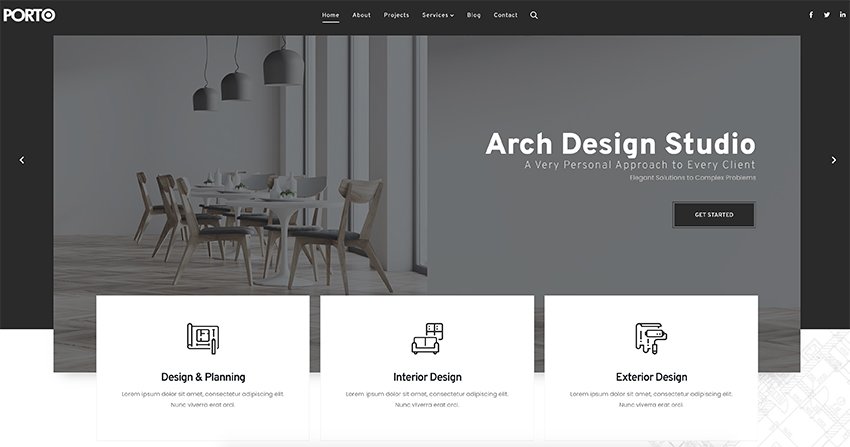 PORTO
Home About Projects Services Blog Contact
Arch Design Studio
A Very Personal Approach to Every Client
Elegant Solutions to Complex Problems
GET STARTED
Design & Planning
Lorem ipsum dolor sit amet, consectetur adipiscing elit.
Nunc viverra erat orci.
Interior Design
Lorem ipsum dolor sit amet, consectetur adipiscing elit.
Nunc viverra erat orci.
Exterior Design
Lorem ipsum dolor sit amet, consectetur adipiscing elit.
Nunc viverra erat orci.